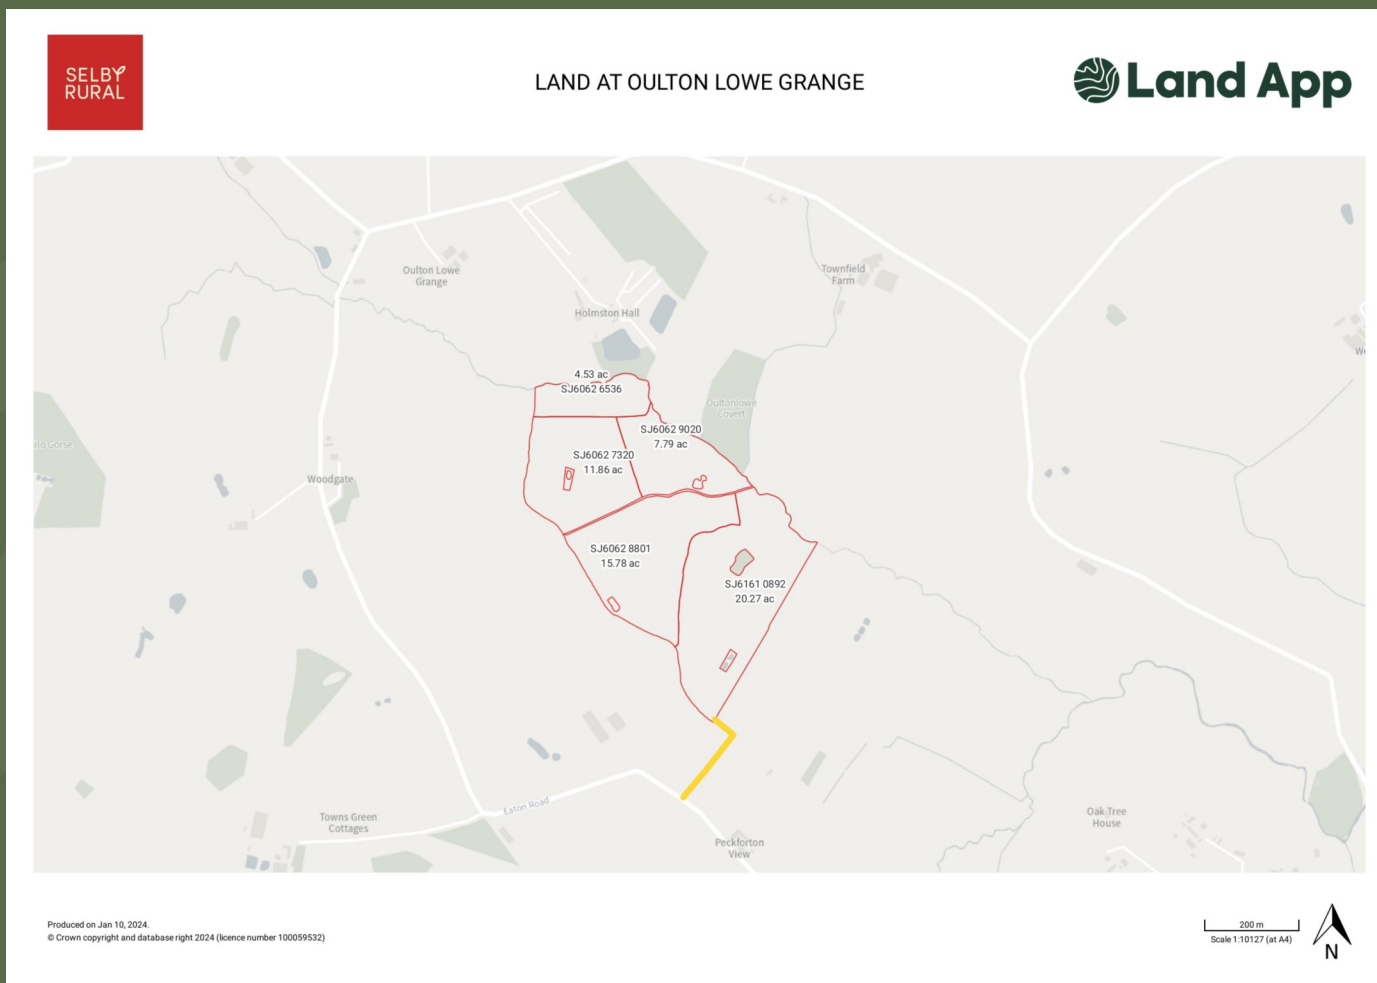 SELBY
RURAL
LAND AT OULTON LOWE GRANGE
Land App
Oulton Lowe
Grange
Townfield
Farm
Holmston Hall
4.53 ac
SJ6062 6536
Oultonlowe
Covert
SJ6062 9020
7.79 ac
SJ6062 7320
11.86 ac
ilo Gorse
Woodgate
SJ6062 8801
15.78 ac
SJ6161 0892
20.27 ac
We
Eaton Road
Towns Green
Cottages
Oak Tree
House
Peckforton
View
Produced on Jan 10, 2024.
© Crown copyright and database right 2024 (licence number 100059532)
200 m
Scale 1:10127 (at A4)
N